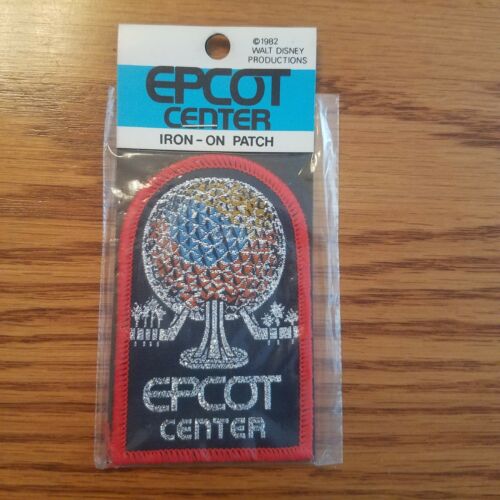 ©1982
WALT DISNEY
PRODUCTIONS
EPCOT
CENTER
IRON-ON PATCH
EPCOT
CENTER